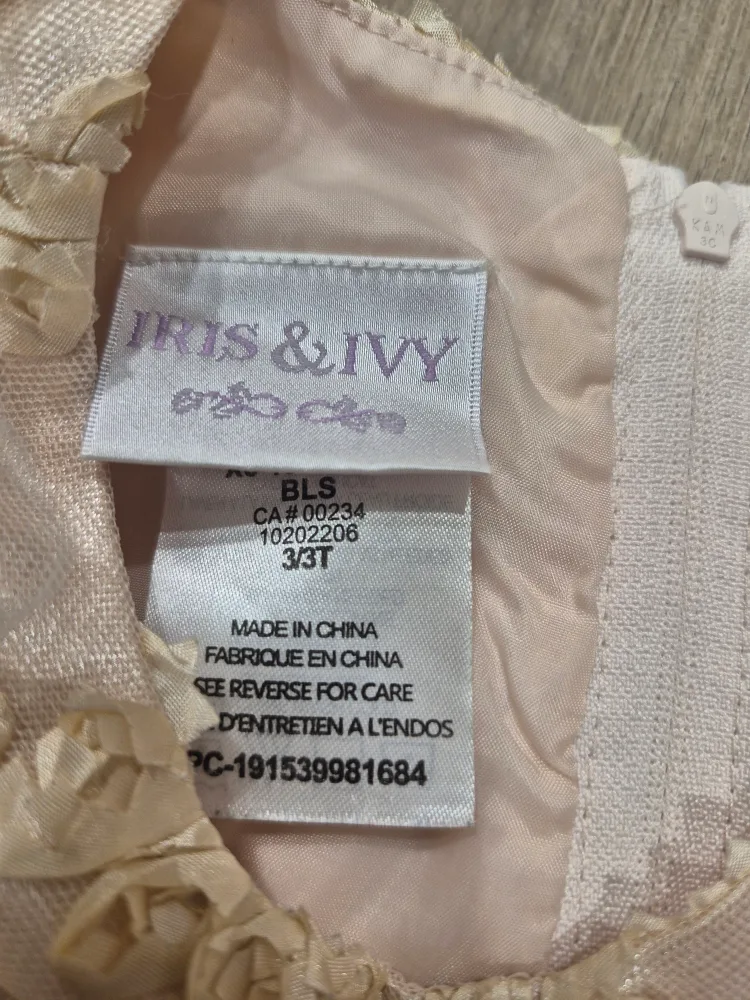 IRIS & IVY
BLS
CA # 00234
10202206
3/3T
MADE IN CHINA
FABRIQUE EN CHINA
SEE REVERSE FOR CARE
D'ENTRETIEN A L'ENDOS
PC-191539981684